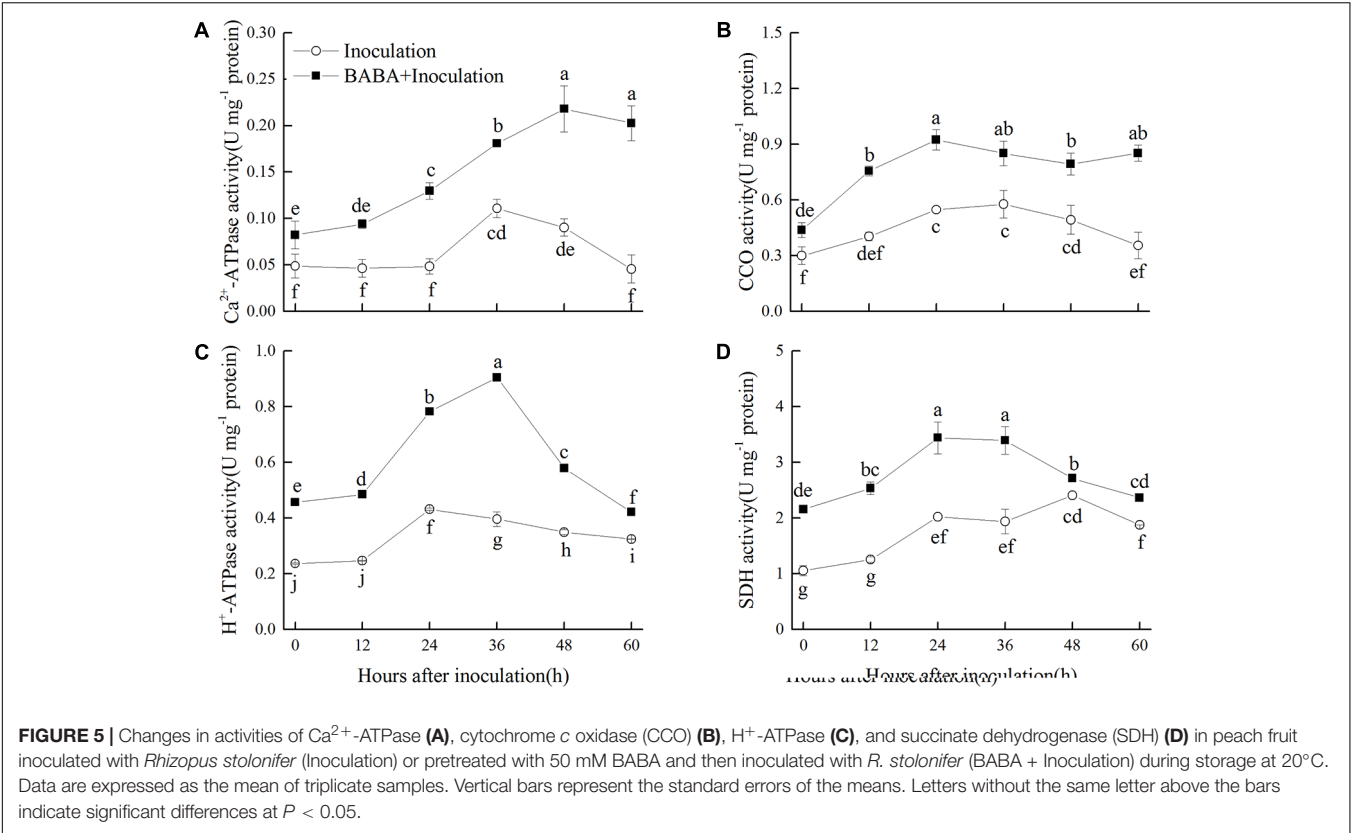 A
0.30
0.25
0.20
0.15
0.10
0.05
0.00
Ca²⁺-ATPase activity(U mg⁻¹ protein)
Inoculation
BABA+Inoculation
e
de
c
b
a
a
f
f
f
cd
de
f
B
1.5
1.2
0.9
0.6
0.3
0.0
CCO activity(U mg⁻¹ protein)
de
b
a
ab
b
ab
f
def
c
c
cd
ef
C
1.0
0.8
0.6
0.4
0.2
0.0
H⁺-ATPase activity(U mg⁻¹ protein)
e
d
b
a
c
f
j
j
f
g
h
i
0 12 24 36 48 60
Hours after inoculation(h)
D
5
4
3
2
1
0
SDH activity(U mg⁻¹ protein)
de
bc
a
a
b
cd
g
g
ef
ef
cd
f
0 12 24 36 48 60
Hours after inoculation(h)
Hours after inoculation(h)
FIGURE 5 | Changes in activities of Ca²⁺-ATPase (A), cytochrome c oxidase (CCO) (B), H⁺-ATPase (C), and succinate dehydrogenase (SDH) (D) in peach fruit
inoculated with Rhizopus stolonifer (Inoculation) or pretreated with 50 mM BABA and then inoculated with R. stolonifer (BABA + Inoculation) during storage at 20°C.
Data are expressed as the mean of triplicate samples. Vertical bars represent the standard errors of the means. Letters without the same letter above the bars
indicate significant differences at P < 0.05.